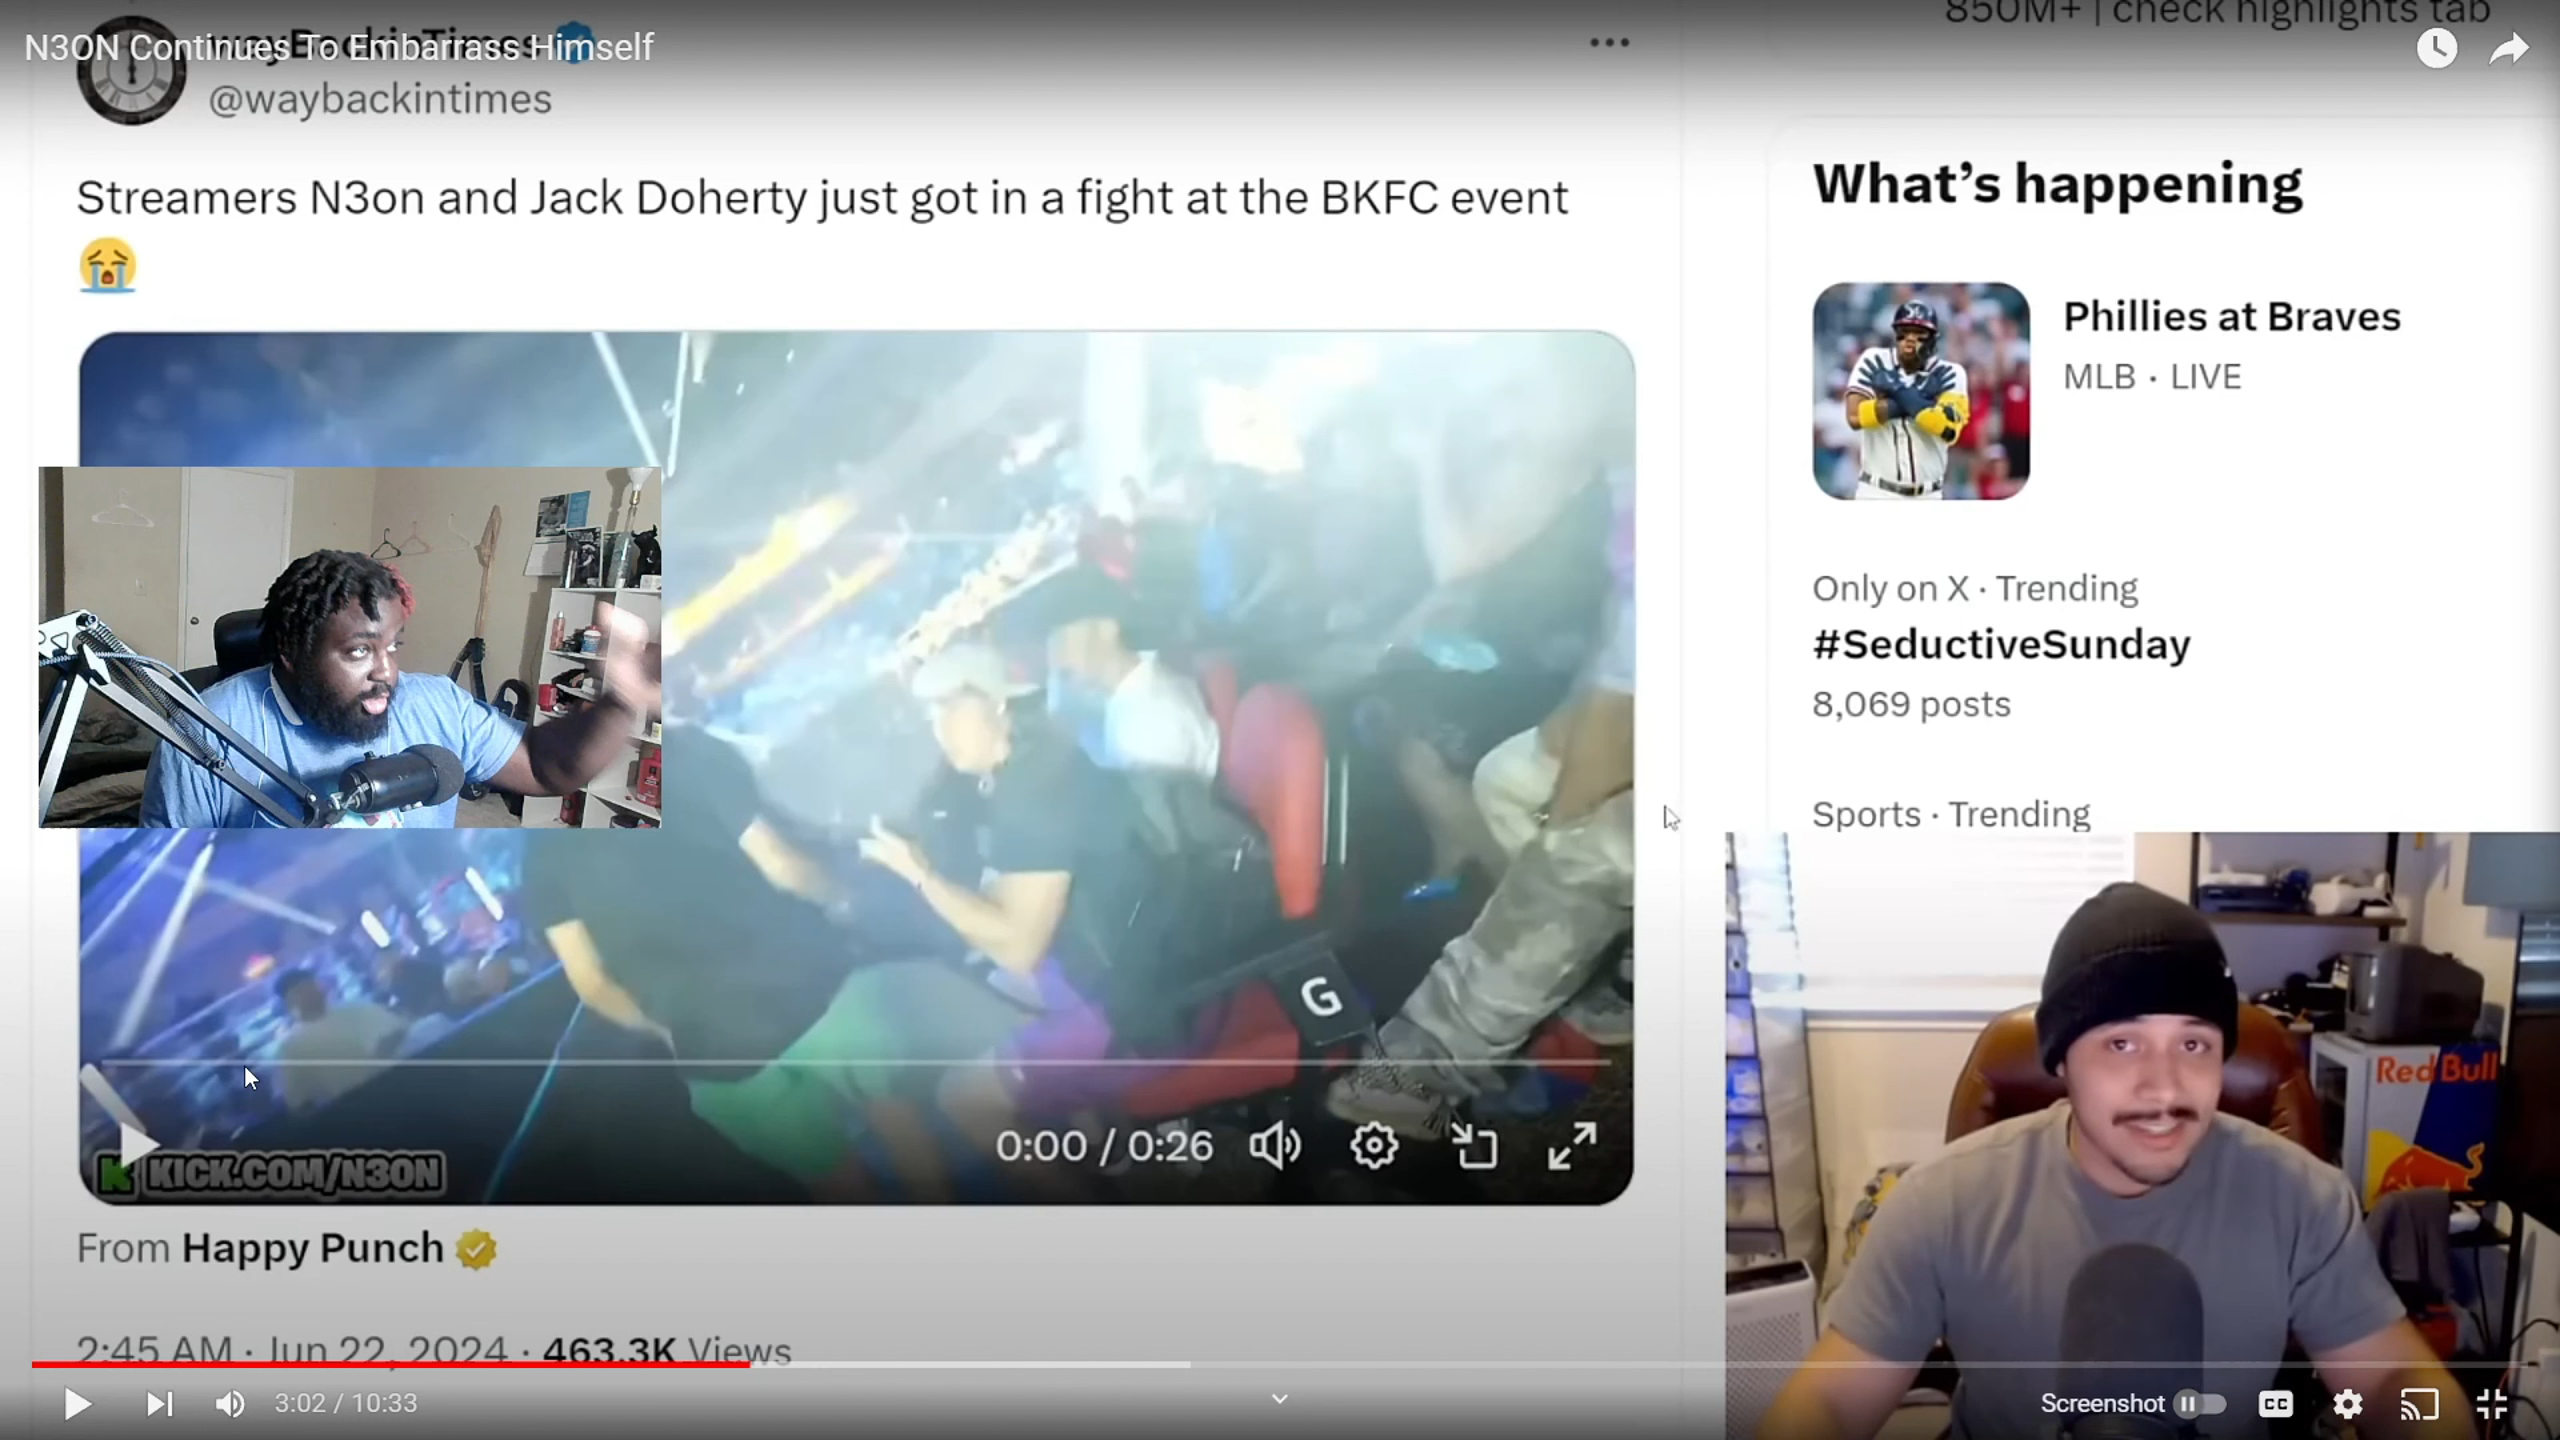 850M+ | check highlights tab
N3ON Continues To Embarrass Himself
wayBackinTimes
@waybackintimes
Streamers N3on and Jack Doherty just got in a fight at the BKFC event
😭
What's happening
Phillies at Braves
MLB · LIVE
Only on X · Trending
#SeductiveSunday
8,069 posts
Sports · Trending
G
Red Bull
0:00 / 0:26
KICK.COM/N3ON
From Happy Punch
2:45 AM · Jun 22, 2024 · 463.3K Views
3:02 / 10:33
Screenshot
CC